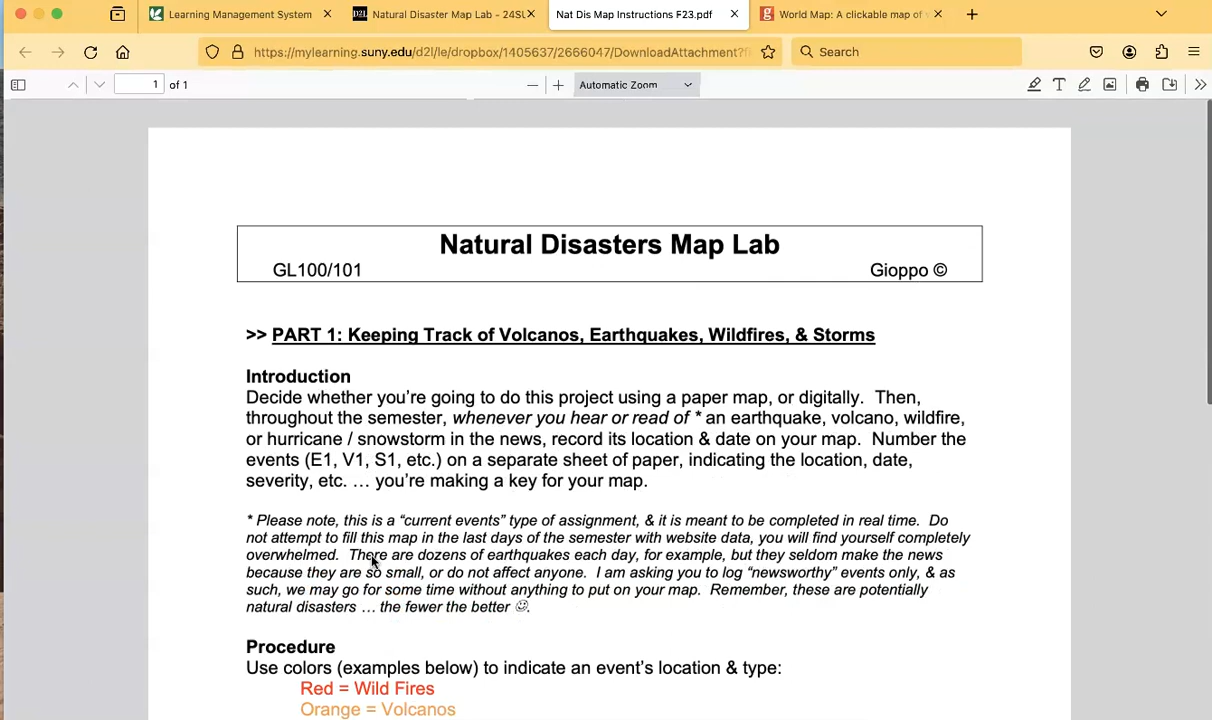 Learning Management System
Natural Disaster Map Lab - 24SU
Nat Dis Map Instructions F23.pdf
World Map: A clickable map of
https://mylearning.suny.edu/d2l/le/dropbox/1405637/2666047/DownloadAttachment?fi
Search
1 of 1
Automatic Zoom
Natural Disasters Map Lab
GL100/101 Gioppo ©
>> PART 1: Keeping Track of Volcanos, Earthquakes, Wildfires, & Storms
Introduction
Decide whether you're going to do this project using a paper map, or digitally. Then,
throughout the semester, whenever you hear or read of * an earthquake, volcano, wildfire,
or hurricane / snowstorm in the news, record its location & date on your map. Number the
events (E1, V1, S1, etc.) on a separate sheet of paper, indicating the location, date,
severity, etc. … you're making a key for your map.
* Please note, this is a “current events” type of assignment, & it is meant to be completed in real time. Do
not attempt to fill this map in the last days of the semester with website data, you will find yourself completely
overwhelmed. There are dozens of earthquakes each day, for example, but they seldom make the news
because they are so small, or do not affect anyone. I am asking you to log “newsworthy” events only, & as
such, we may go for some time without anything to put on your map. Remember, these are potentially
natural disasters … the fewer the better ☺.
Procedure
Use colors (examples below) to indicate an event's location & type:
Red = Wild Fires
Orange = Volcanos